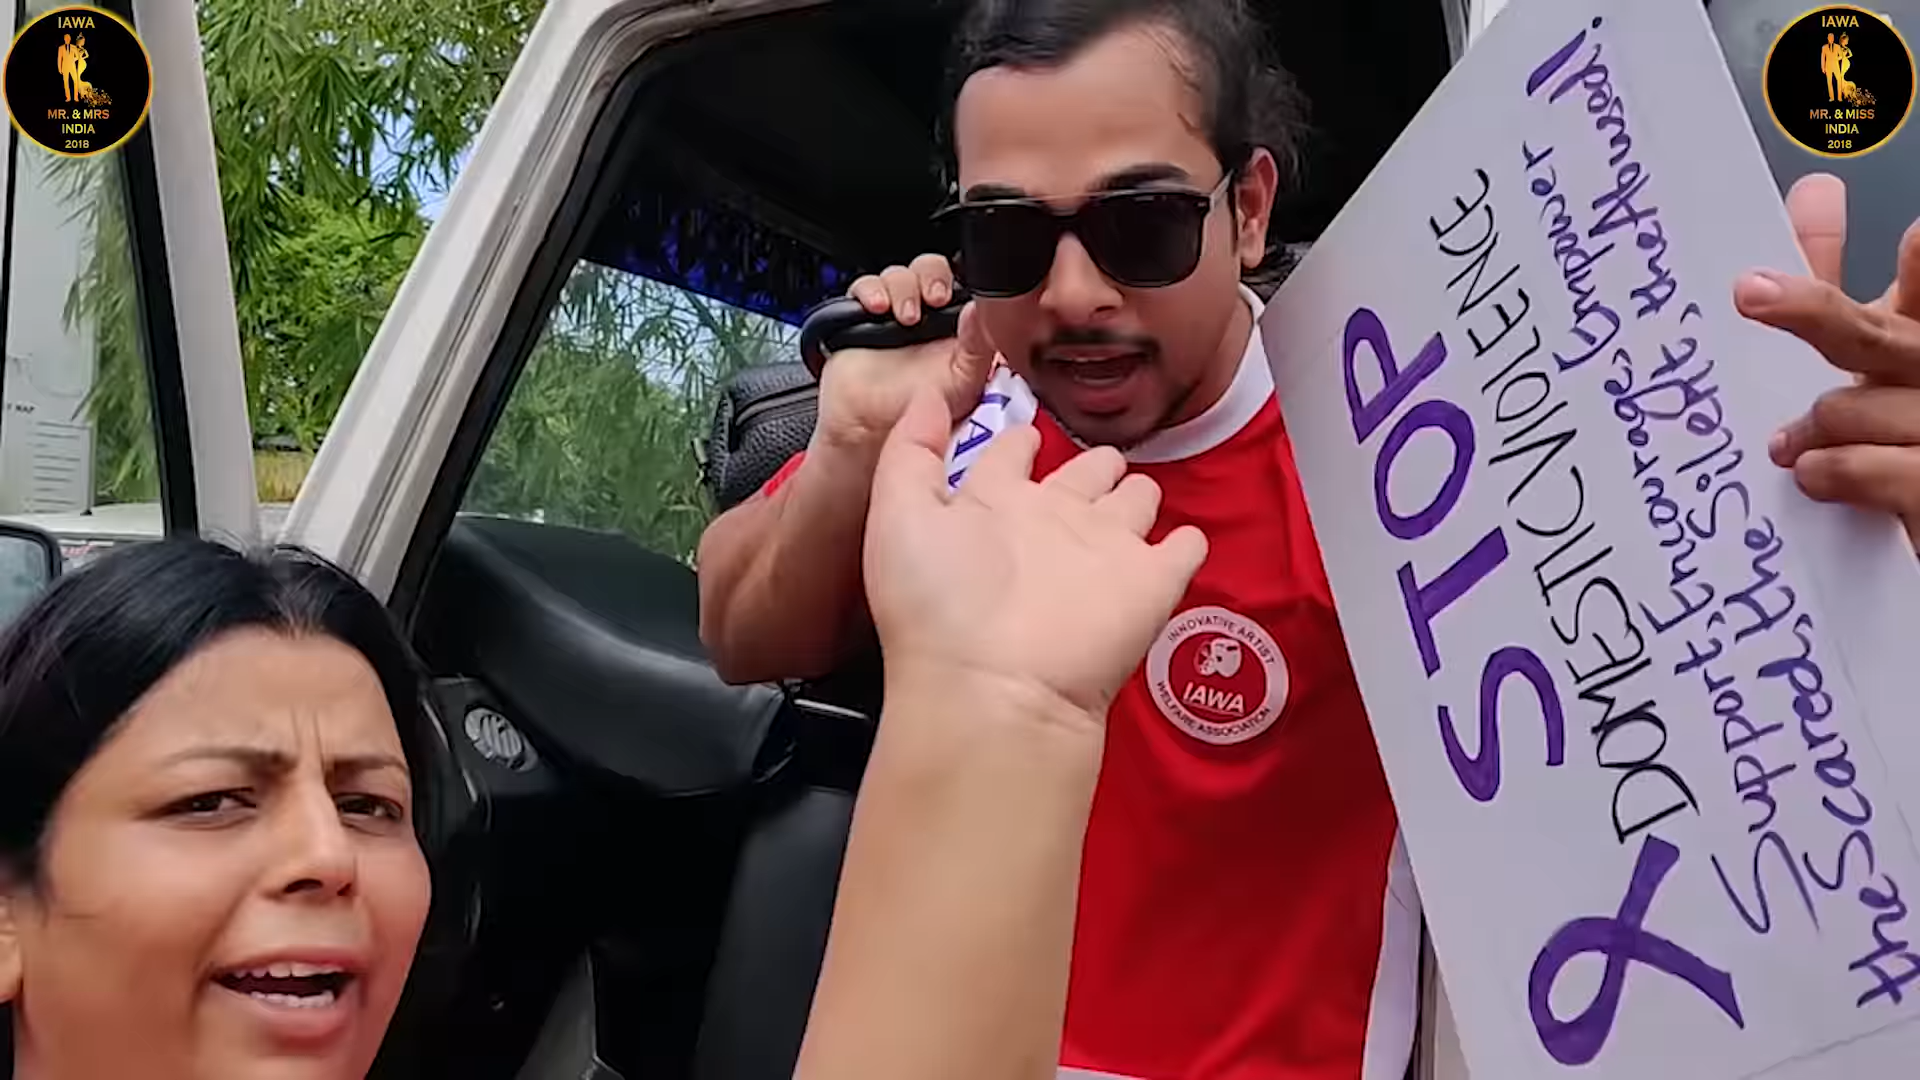 IAWA
MR. & MRS
INDIA
2018
IAWA
MR. & MISS
INDIA
2018
STOP
DOMESTIC VIOLENCE
Support, Encourage, Empower
the Scared, the Silent, the Abused!
INNOVATIVE ARTIST
IAWA
WELFARE ASSOCIATION